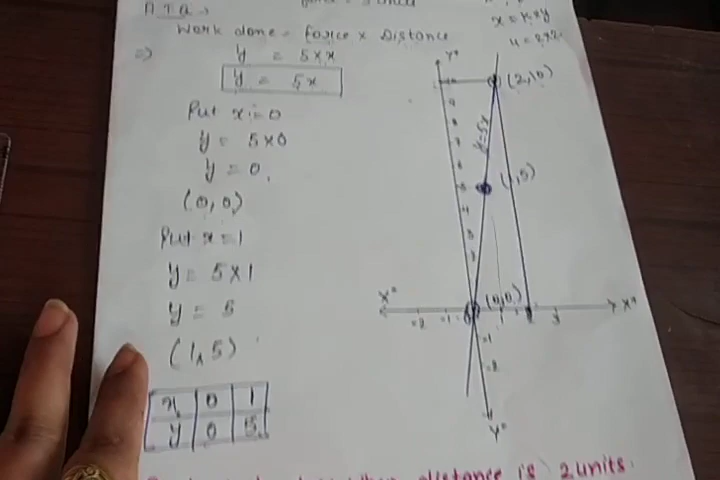 A.T.Q.
Work done = force × Distance
⇒ y = 5 × x
y = 5x
Put x = 0
y = 5×0
y = 0,
(0,0)
Put x = 1
y = 5×1
y = 5
(1,5)
x 0 1
y 0 5
x = k×y
(2,10)
y=5x
(1,5)
(0,0)
distance is 2 units.